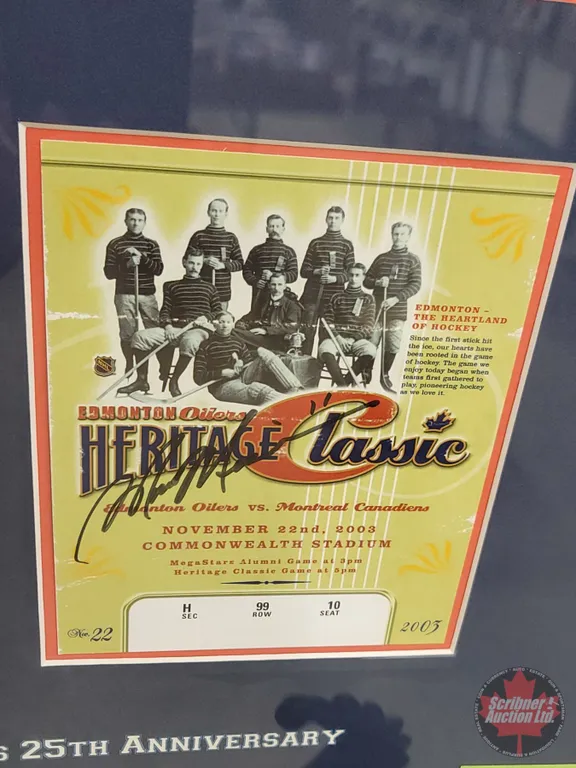 EDMONTON -
THE HEARTLAND
OF HOCKEY
Since the first stick hit
the ice, our hearts have
been rooted in the game
of hockey. The game we
enjoy today began when
teams first gathered to
play, pioneering hockey
as we love it.
NHL
EDMONTON Oilers
HERITAGE Classic
Edmonton Oilers vs. Montreal Canadiens
NOVEMBER 22nd, 2003
COMMONWEALTH STADIUM
MegaStars Alumni Game at 3pm
Heritage Classic Game at 5pm
H 99 10
SEC ROW SEAT
Nov. 22 2003
s 25TH ANNIVERSARY
Scribner
Auction Ltd.